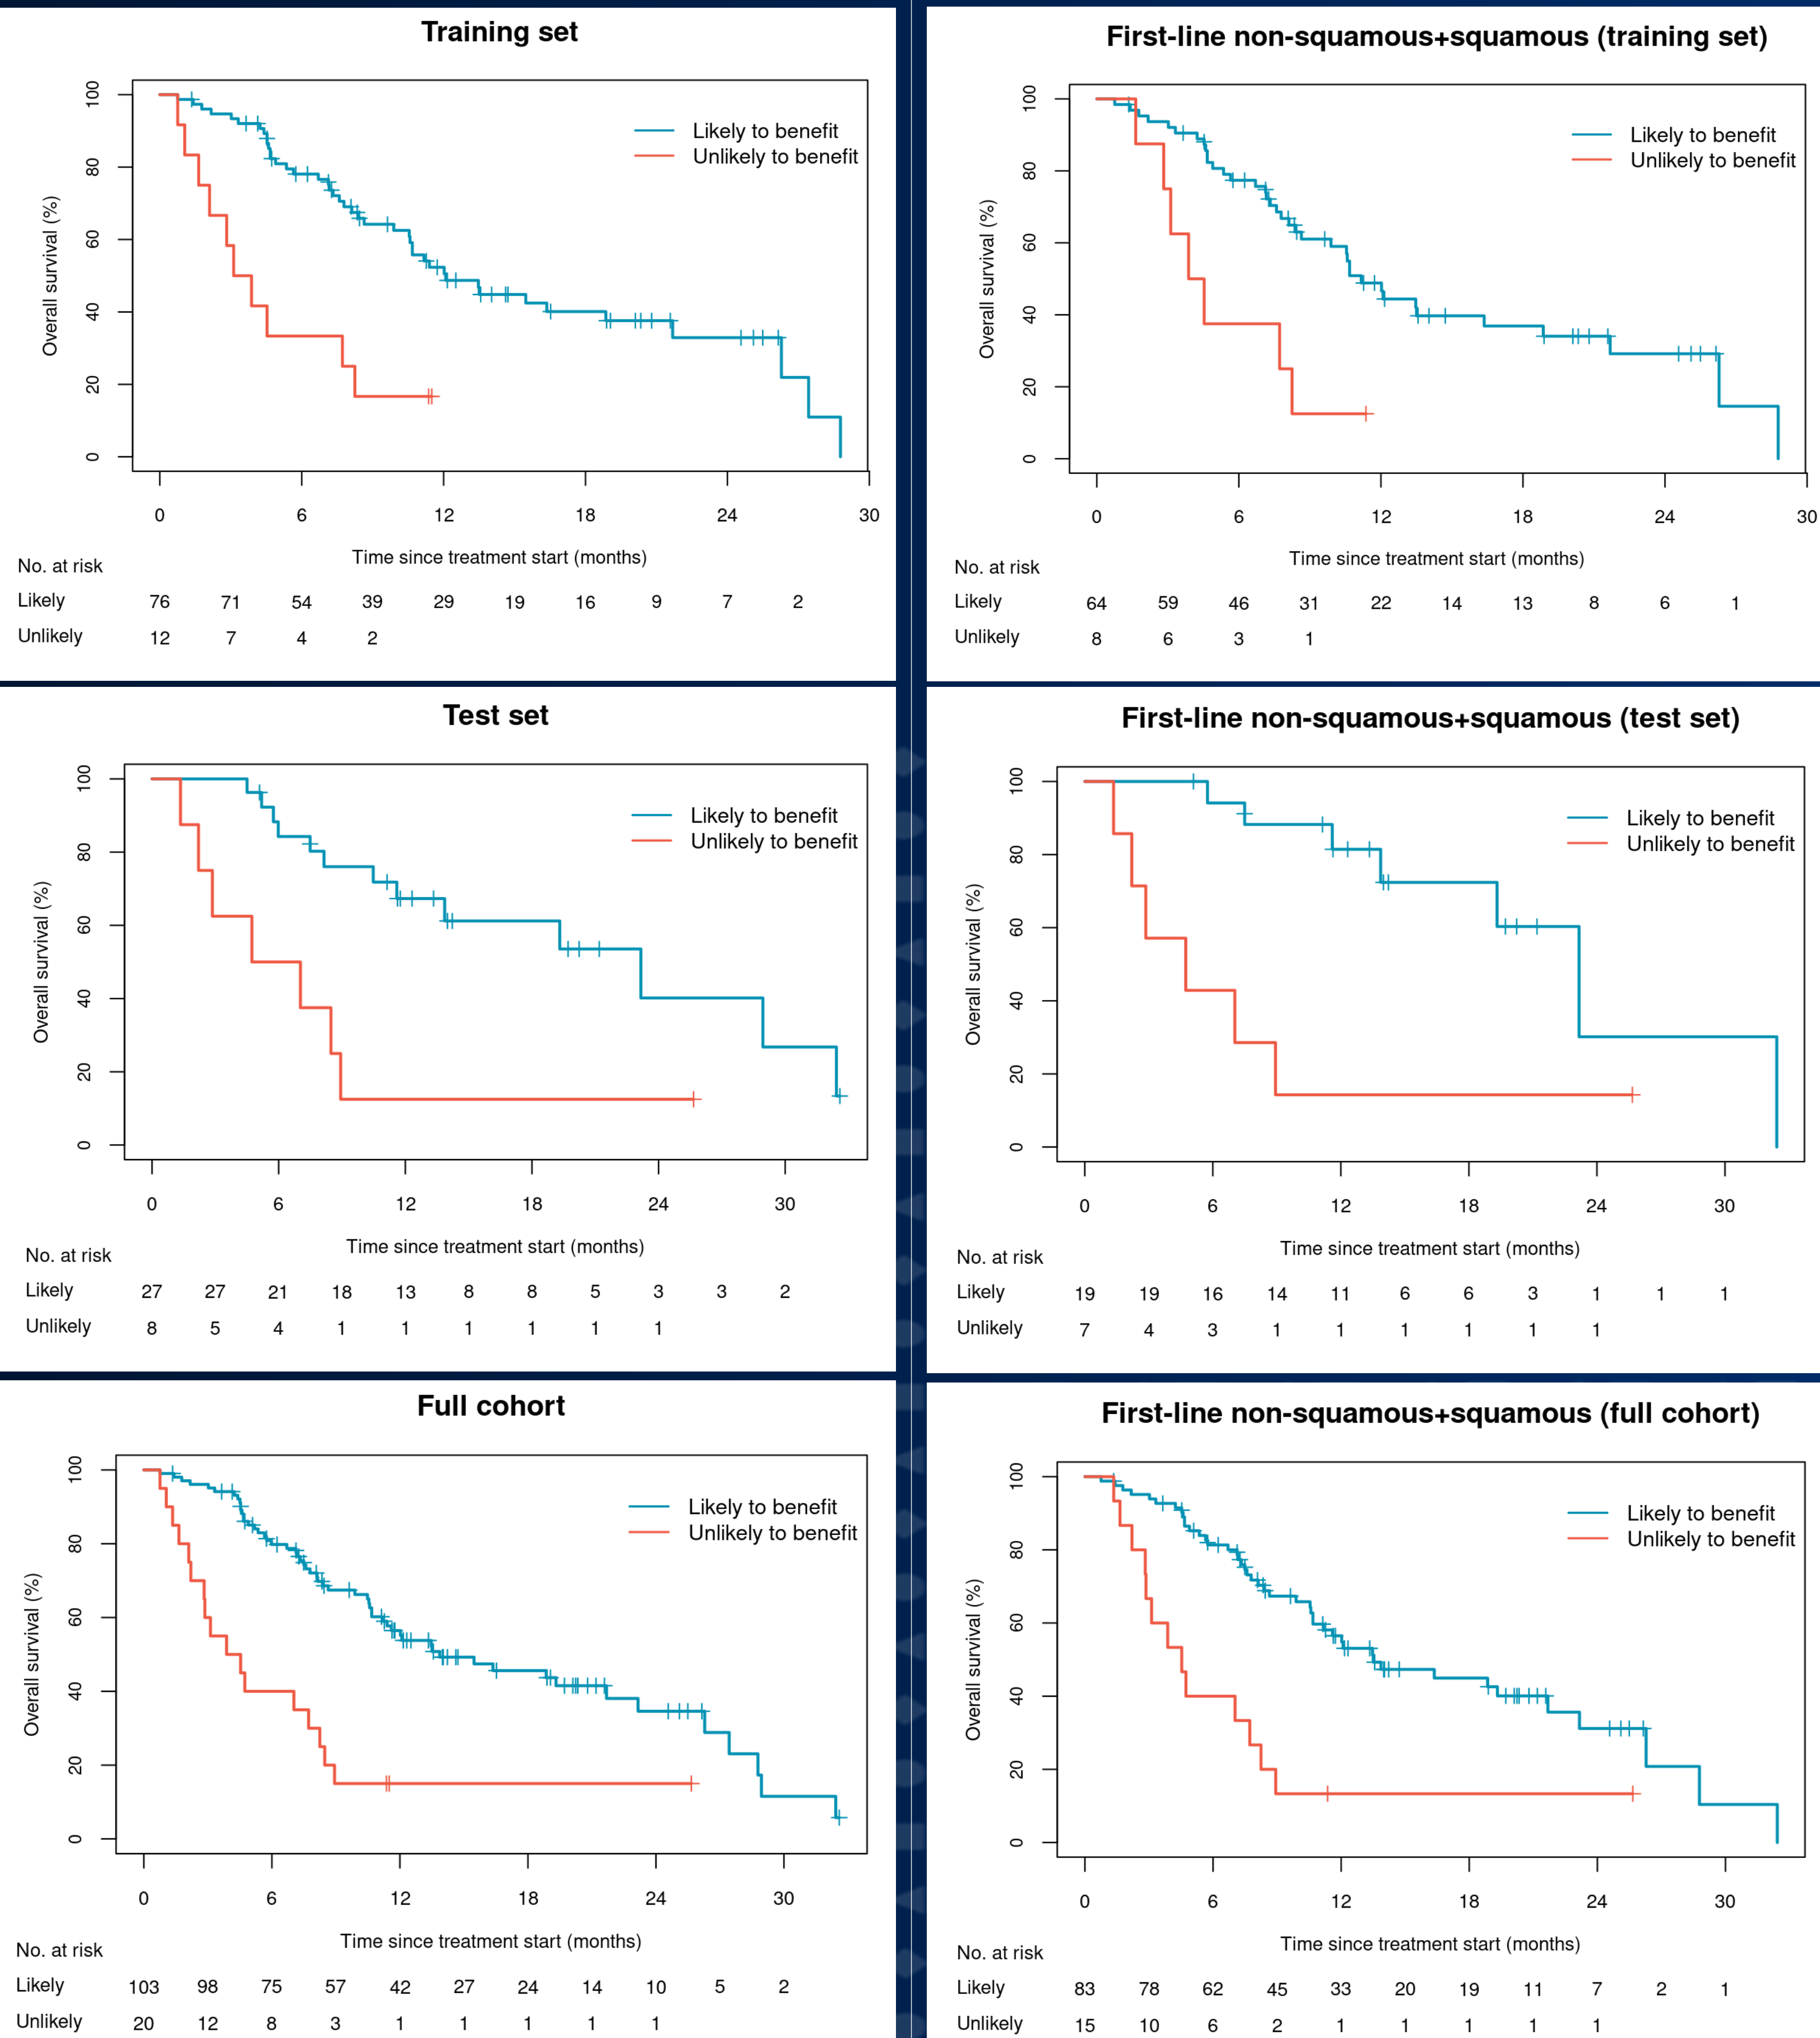 Training set
Overall survival (%)
100
80
60
40
20
0
Likely to benefit
Unlikely to benefit
0 6 12 18 24 30
Time since treatment start (months)
No. at risk
Likely 76 71 54 39 29 19 16 9 7 2
Unlikely 12 7 4 2
First-line non-squamous+squamous (training set)
Overall survival (%)
100
80
60
40
20
0
Likely to benefit
Unlikely to benefit
0 6 12 18 24 30
Time since treatment start (months)
No. at risk
Likely 64 59 46 31 22 14 13 8 6 1
Unlikely 8 6 3 1
Test set
Overall survival (%)
100
80
60
40
20
0
Likely to benefit
Unlikely to benefit
0 6 12 18 24 30
Time since treatment start (months)
No. at risk
Likely 27 27 21 18 13 8 8 5 3 3 2
Unlikely 8 5 4 1 1 1 1 1 1
First-line non-squamous+squamous (test set)
Overall survival (%)
100
80
60
40
20
0
Likely to benefit
Unlikely to benefit
0 6 12 18 24 30
Time since treatment start (months)
No. at risk
Likely 19 19 16 14 11 6 6 3 1 1 1
Unlikely 7 4 3 1 1 1 1 1 1
Full cohort
Overall survival (%)
100
80
60
40
20
0
Likely to benefit
Unlikely to benefit
0 6 12 18 24 30
Time since treatment start (months)
No. at risk
Likely 103 98 75 57 42 27 24 14 10 5 2
Unlikely 20 12 8 3 1 1 1 1 1
First-line non-squamous+squamous (full cohort)
Overall survival (%)
100
80
60
40
20
0
Likely to benefit
Unlikely to benefit
0 6 12 18 24 30
Time since treatment start (months)
No. at risk
Likely 83 78 62 45 33 20 19 11 7 2 1
Unlikely 15 10 6 2 1 1 1 1 1